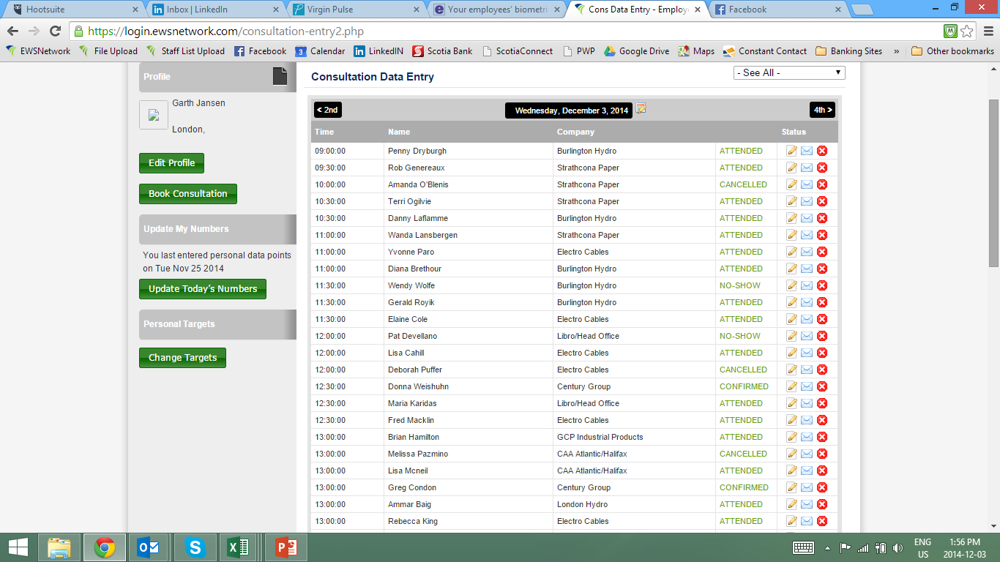 Hootsuite Inbox | LinkedIn Virgin Pulse Your employees' biometri Cons Data Entry - Employe Facebook
https://login.ewsnetwork.com/consultation-entry2.php
EWSNetwork File Upload Staff List Upload Facebook 3 Calendar LinkedIN Scotia Bank ScotiaConnect PWP Google Drive Maps Constant Contact Banking Sites » Other bookmarks
Profile
Garth Jansen
London,
Edit Profile
Book Consultation
Update My Numbers
You last entered personal data points
on Tue Nov 25 2014
Update Today's Numbers
Personal Targets
Change Targets
Consultation Data Entry - See All -
< 2nd Wednesday, December 3, 2014 4th >
Time Name Company Status
09:00:00 Penny Dryburgh Burlington Hydro ATTENDED
09:30:00 Rob Genereaux Strathcona Paper ATTENDED
10:00:00 Amanda O'Blenis Strathcona Paper CANCELLED
10:30:00 Terri Ogilvie Strathcona Paper ATTENDED
10:30:00 Danny Laflamme Burlington Hydro ATTENDED
11:00:00 Wanda Lansbergen Strathcona Paper ATTENDED
11:00:00 Yvonne Paro Electro Cables ATTENDED
11:00:00 Diana Brethour Burlington Hydro ATTENDED
11:30:00 Wendy Wolfe Burlington Hydro NO-SHOW
11:30:00 Gerald Royik Burlington Hydro ATTENDED
11:30:00 Elaine Cole Electro Cables ATTENDED
12:00:00 Pat Devellano Libro/Head Office NO-SHOW
12:00:00 Lisa Cahill Electro Cables ATTENDED
12:00:00 Deborah Puffer Electro Cables CANCELLED
12:30:00 Donna Weishuhn Century Group CONFIRMED
12:30:00 Maria Karidas Libro/Head Office ATTENDED
12:30:00 Fred Macklin Electro Cables ATTENDED
13:00:00 Brian Hamilton GCP Industrial Products ATTENDED
13:00:00 Melissa Pazmino CAA Atlantic/Halifax CANCELLED
13:00:00 Lisa Mcneil CAA Atlantic/Halifax ATTENDED
13:00:00 Greg Condon Century Group CONFIRMED
13:00:00 Ammar Baig London Hydro ATTENDED
13:00:00 Rebecca King Electro Cables ATTENDED
ENG 1:56 PM
US 2014-12-03